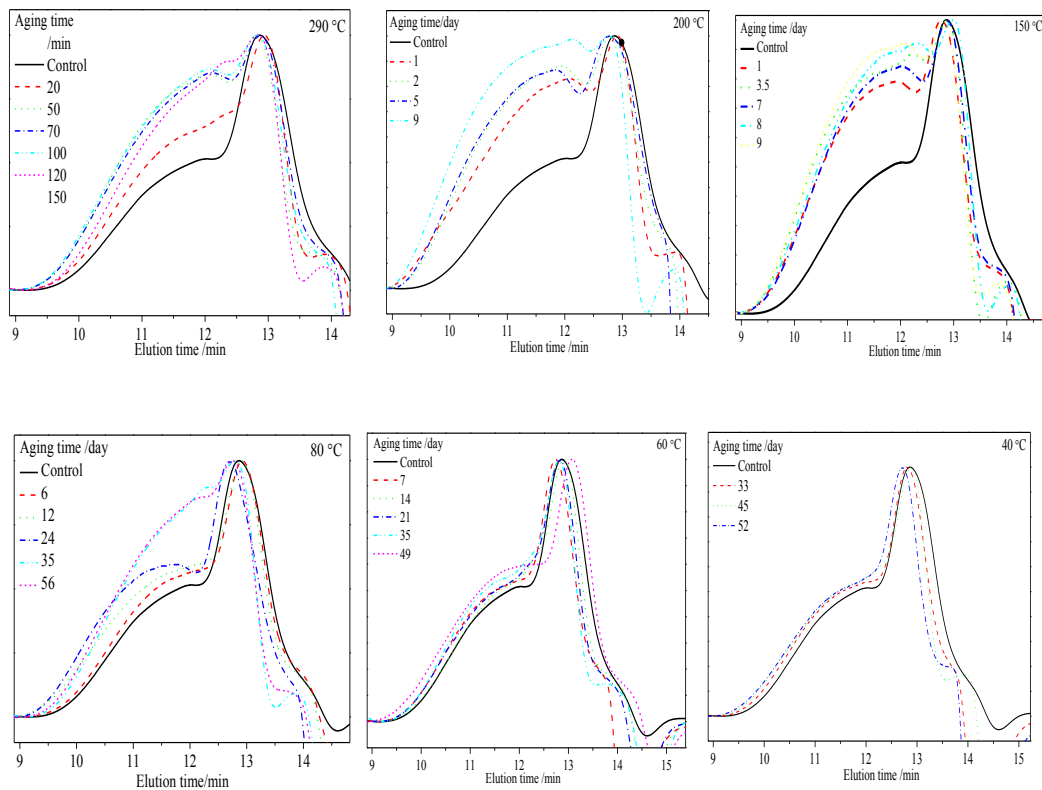 Aging time
/min
290 °C
Control
20
50
70
100
120
150
9 10 11 12 13 14
Elution time /min
Aging time/day
200 °C
Control
1
2
5
9
9 10 11 12 13 14
Elution time /min
Aging time /day
150 °C
Control
1
3.5
7
8
9
9 10 11 12 13 14
Elution time /min
Aging time /day
80 °C
Control
6
12
24
35
56
9 10 11 12 13 14
Elution time/min
Aging time /day
60 °C
Control
7
14
21
35
49
9 10 11 12 13 14 15
Elution time /min
Aging time /day
40 °C
Control
33
45
52
9 10 11 12 13 14 15
Elution time /min